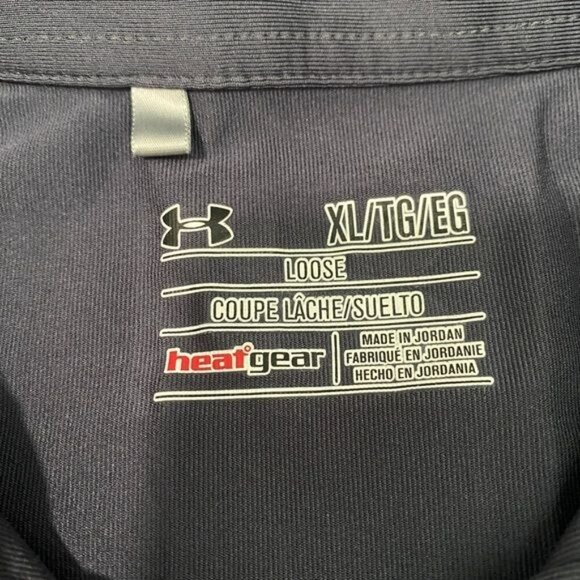 XL/TG/EG
LOOSE
COUPE LÂCHE/SUELTO
heatgear
MADE IN JORDAN
FABRIQUÉ EN JORDANIE
HECHO EN JORDANIA